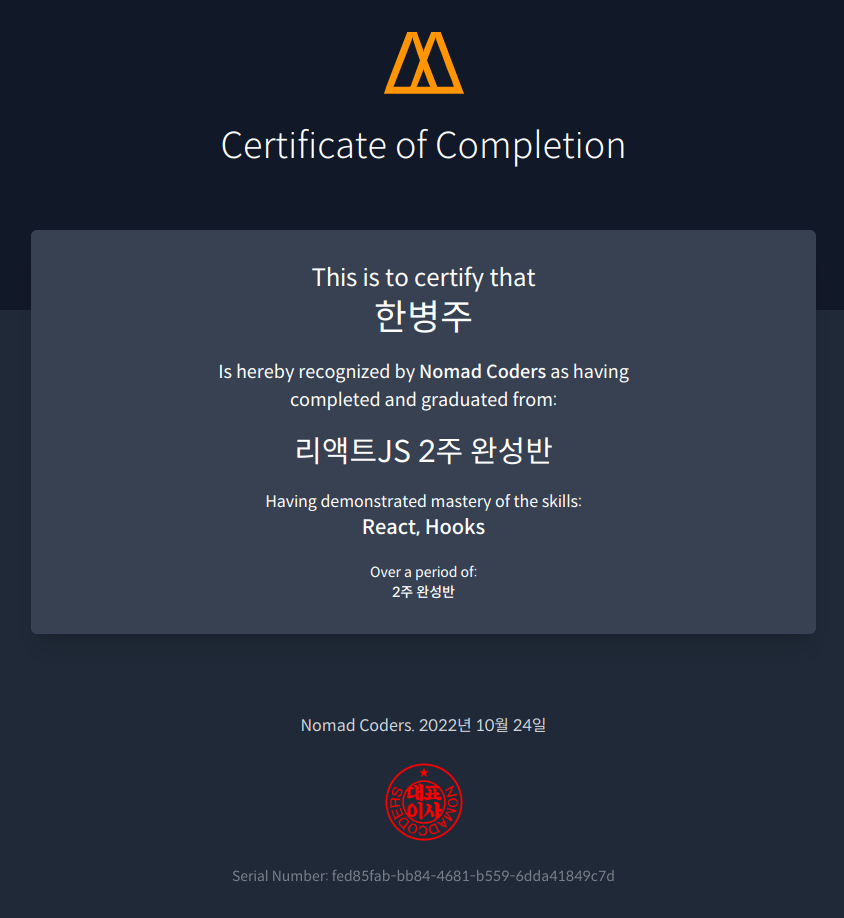 Certificate of Completion
This is to certify that
한병주
Is hereby recognized by Nomad Coders as having
completed and graduated from:
리액트JS 2주 완성반
Having demonstrated mastery of the skills:
React, Hooks
Over a period of:
2주 완성반
Nomad Coders. 2022년 10월 24일
대표
이사
NOMADCODERS
Serial Number: fed85fab-bb84-4681-b559-6dda41849c7d